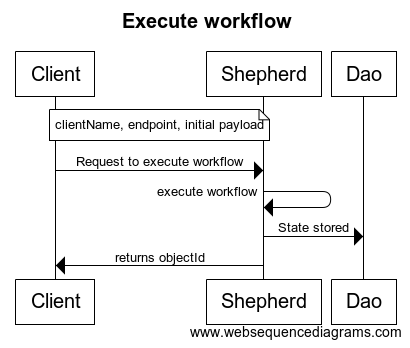 Execute workflow
Client Shepherd Dao
clientName, endpoint, initial payload
Request to execute workflow
execute workflow
State stored
returns objectId
Client Shepherd Dao
www.websequencediagrams.com